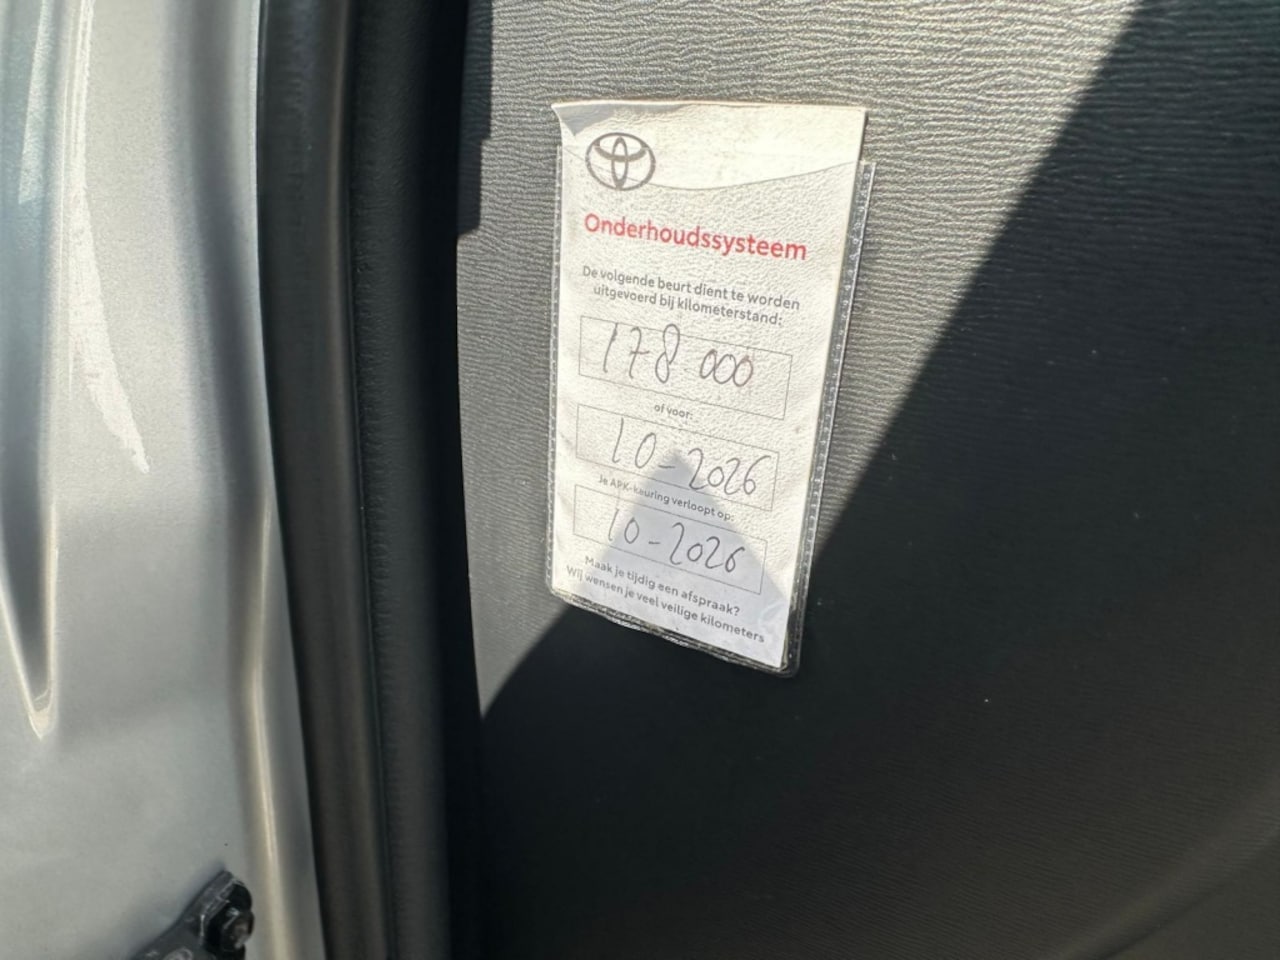 Onderhoudssysteem
De volgende beurt dient te worden
uitgevoerd bij kilometerstand:
178 000
of voor:
10-2026
Je APK-keuring verloopt op:
10-2026
Maak je tijdig een afspraak?
Wij wensen je veel veilige kilometers